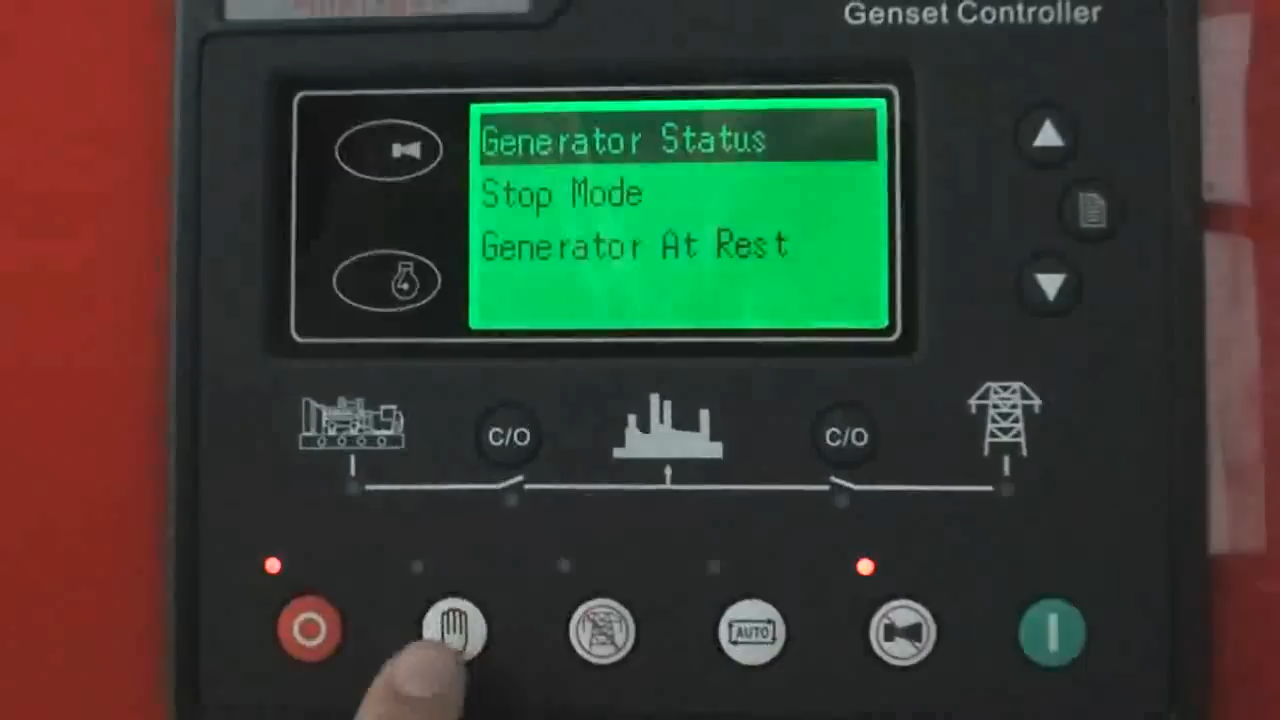 Genset Controller
Generator Status
Stop Mode
Generator At Rest
C/O
C/O
AUTO